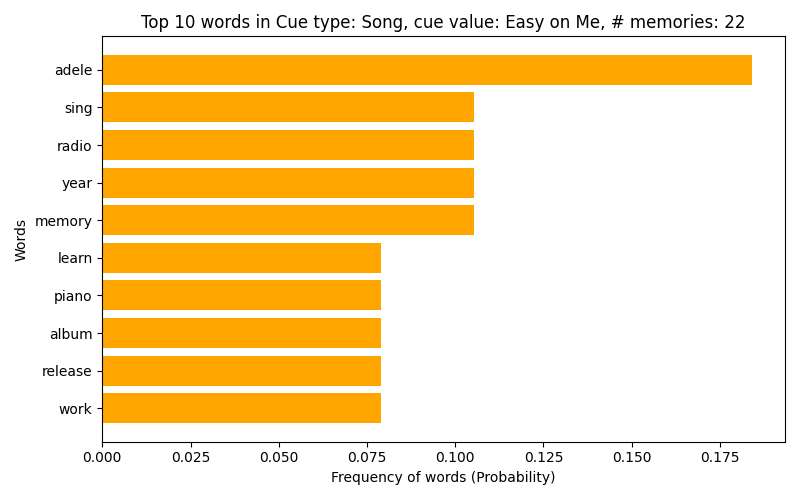 Top 10 words in Cue type: Song, cue value: Easy on Me, # memories: 22
adele
sing
radio
year
memory
learn
piano
album
release
work
Words
0.000 0.025 0.050 0.075 0.100 0.125 0.150 0.175
Frequency of words (Probability)